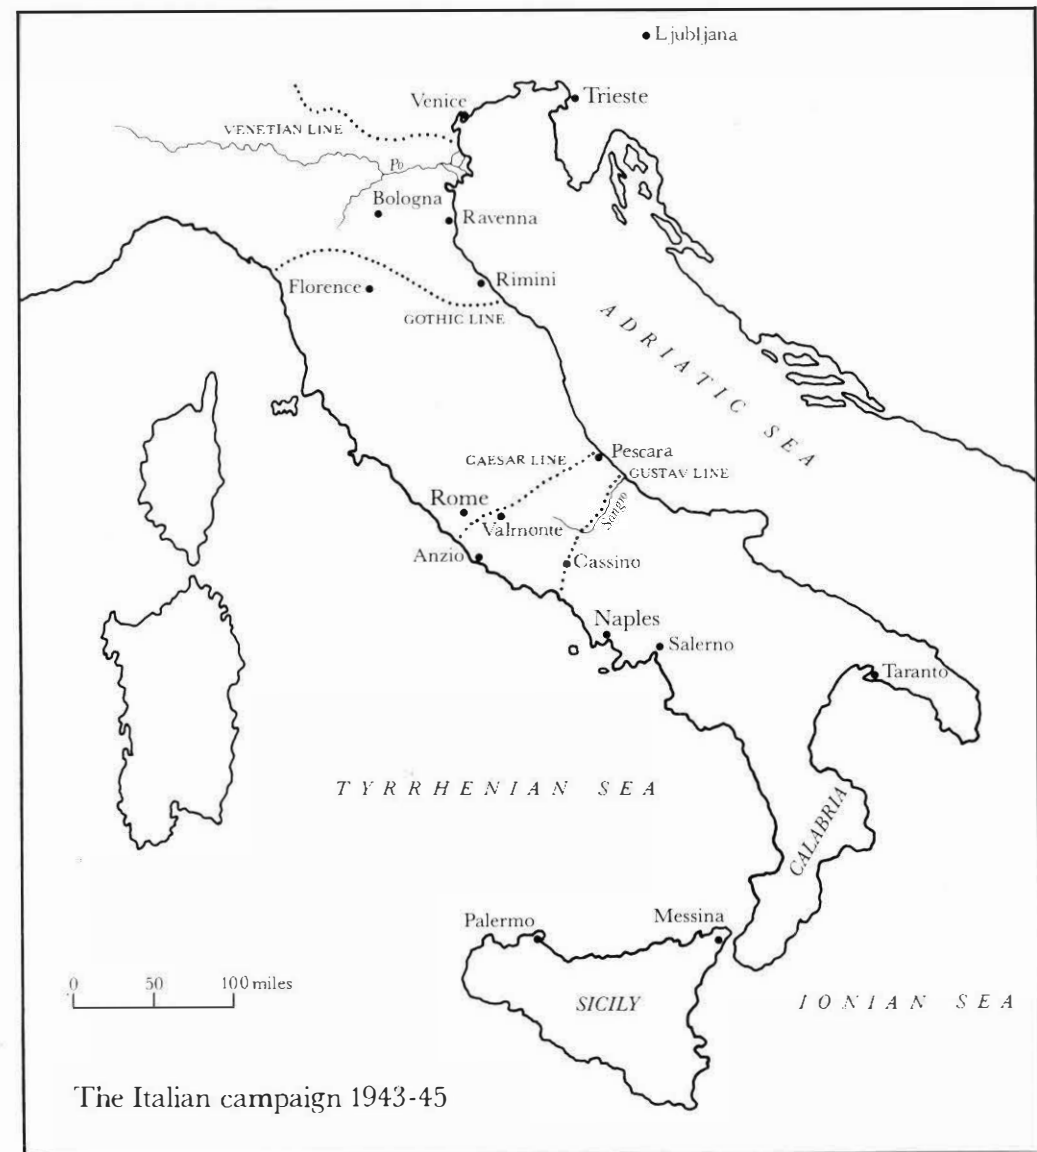 Ljubljana
Venice
Trieste
VENETIAN LINE
Po
Bologna
Ravenna
Florence
Rimini
GOTHIC LINE
ADRIATIC SEA
CAESAR LINE
Pescara
GUSTAV LINE
Rome
Valmonte
Sangro
Anzio
Cassino
Naples
Salerno
Taranto
TYRRHENIAN SEA
CALABRIA
Palermo
Messina
0 50 100 miles
SICILY
IONIAN SEA
The Italian campaign 1943-45